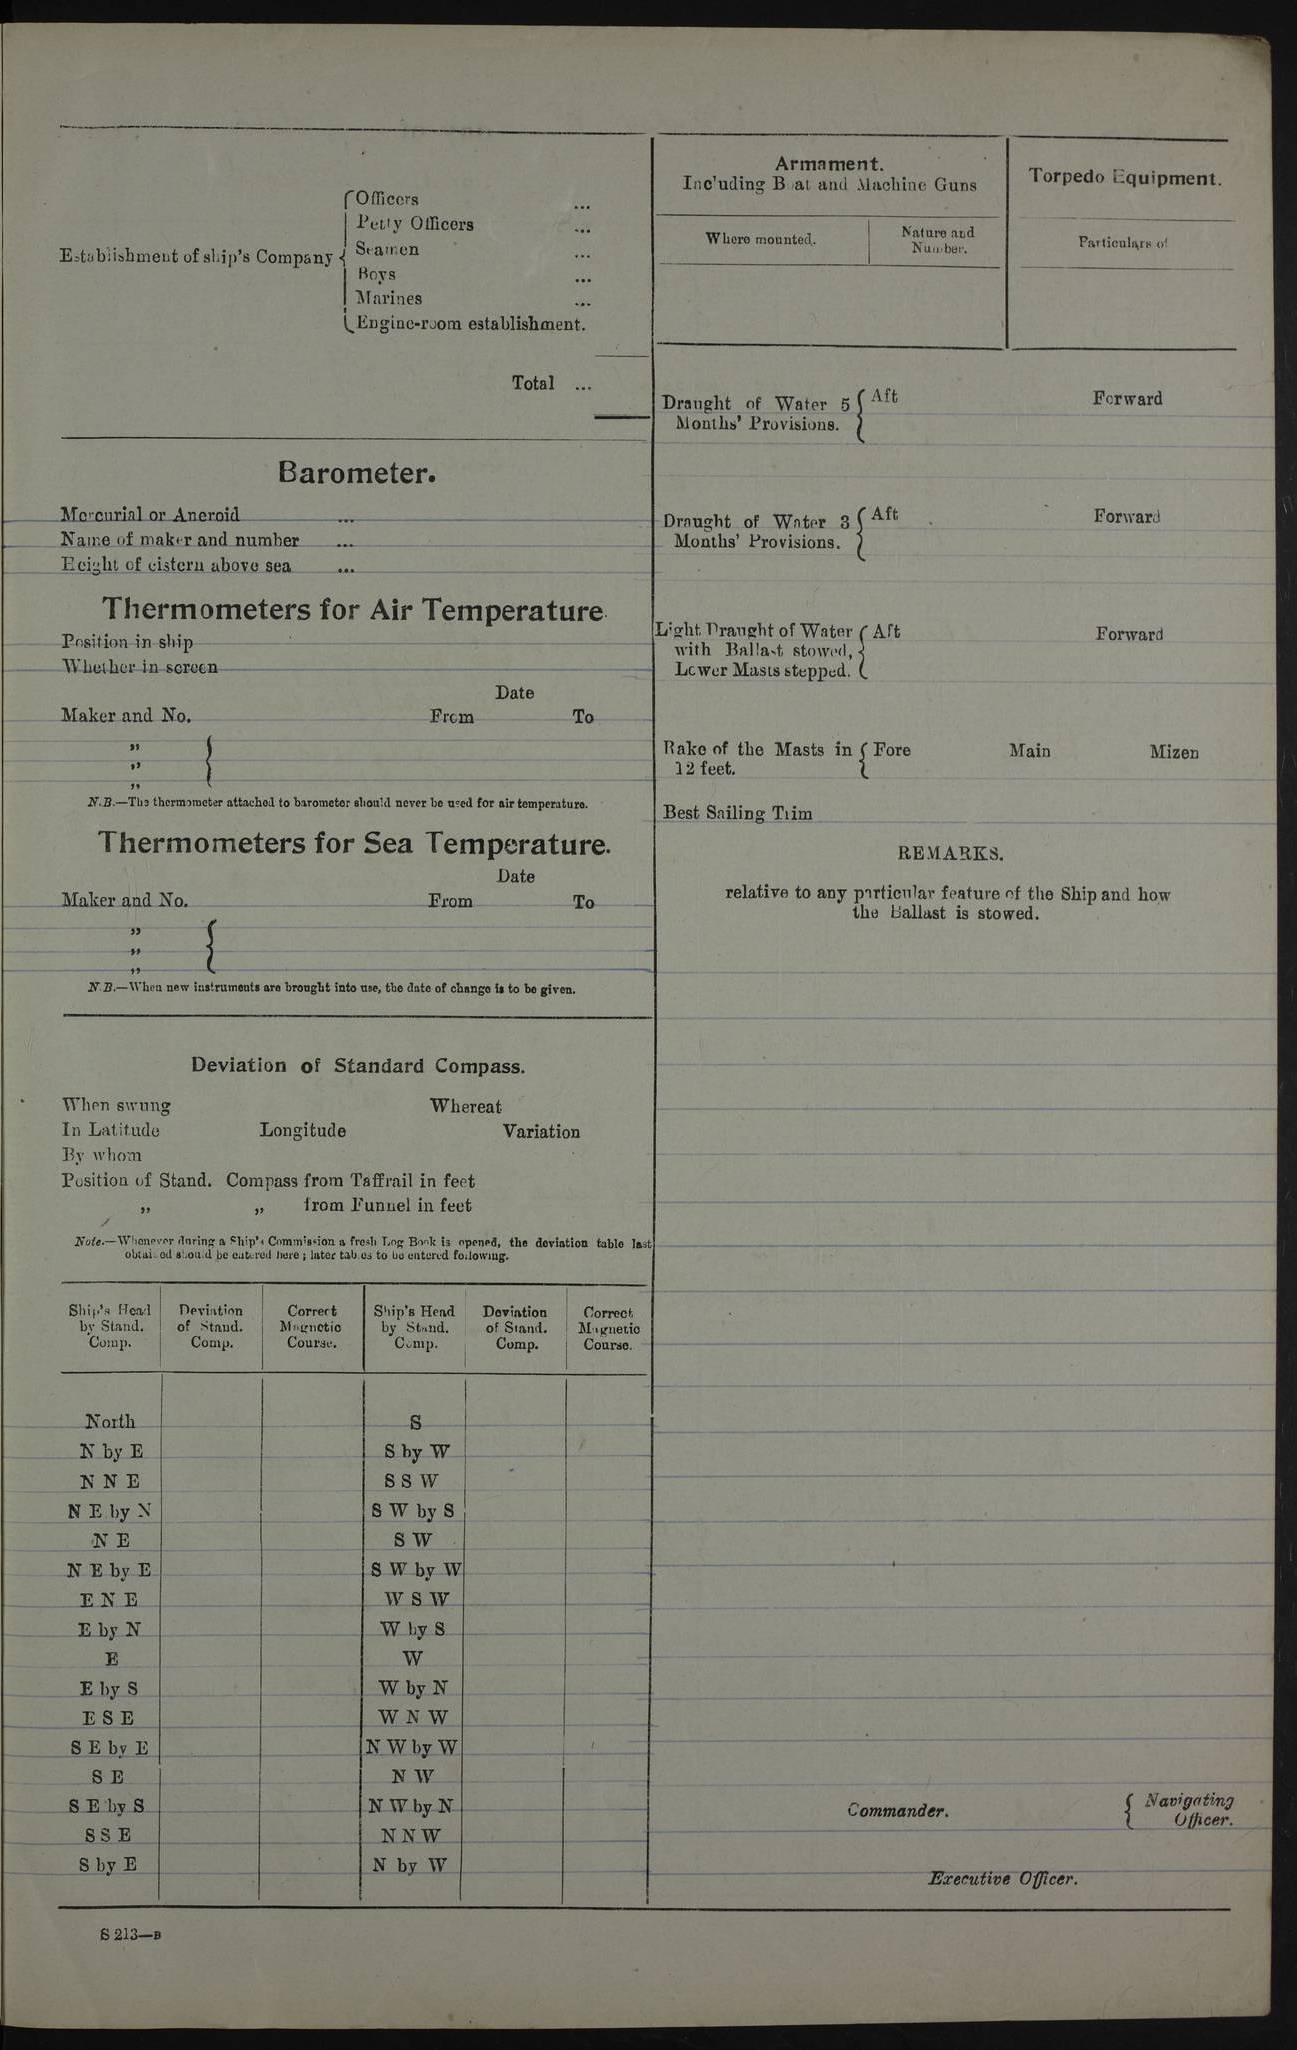 Establishment of ship's Company
Officers ...
Petty Officers ...
Seamen ...
Boys ...
Marines ...
Engine-room establishment.
Total ...
Barometer.
Mercurial or Aneroid ...
Name of maker and number ...
Height of cistern above sea ...
Thermometers for Air Temperature
Position in ship
Whether in screen
Date
Maker and No. From To
"
"
"
N.B.—The thermometer attached to barometer should never be used for air temperature.
Thermometers for Sea Temperature.
Date
Maker and No. From To
"
"
"
N.B.—When new instruments are brought into use, the date of change is to be given.
Deviation of Standard Compass.
When swung Whereat
In Latitude Longitude Variation
By whom
Position of Stand. Compass from Taffrail in feet
" " from Funnel in feet
Note.—Whenever during a Ship's Commission a fresh Log Book is opened, the deviation table last
obtained should be entered here; later tables to be entered following.
Ship's Head by Stand. Comp. Deviation of Stand. Comp. Correct Magnetic Course. Ship's Head by Stand. Comp. Deviation of Stand. Comp. Correct Magnetic Course.
North S
N by E S by W
N N E S S W
N E by N S W by S
N E S W
N E by E S W by W
E N E W S W
E by N W by S
E W
E by S W by N
E S E W N W
S E by E N W by W
S E N W
S E by S N W by N
S S E N N W
S by E N by W
S 213—B
Armament.
Including Boat and Machine Guns
Where mounted.
Nature and
Number.
Torpedo Equipment.
Particulars of
Draught of Water 5 Aft Forward
Months' Provisions.
Draught of Water 3 Aft Forward
Months' Provisions.
Light Draught of Water Aft Forward
with Ballast stowed,
Lower Masts stepped.
Rake of the Masts in Fore Main Mizen
12 feet.
Best Sailing Trim
REMARKS.
relative to any particular feature of the Ship and how
the Ballast is stowed.
Commander.
Navigating
Officer.
Executive Officer.